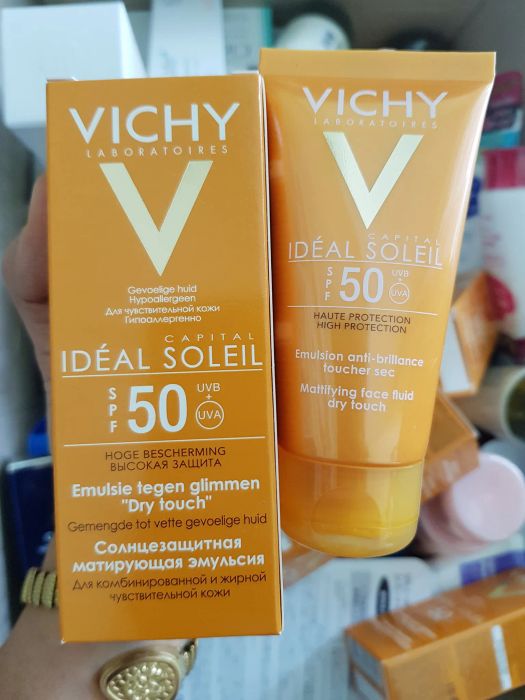 VICHY
LABORATOIRES
V
Gevoelige huid
Hypoallergeen
Для чувствительной кожи
Гипоаллергенно
CAPITAL
IDÉAL SOLEIL
SPF 50 UVB + UVA
HOGE BESCHERMING
ВЫСОКАЯ ЗАЩИТА
Emulsie tegen glimmen
"Dry touch"
Gemengde tot vette gevoelige huid
Солнцезащитная
матирующая эмульсия
Для комбинированной и жирной
чувствительной кожи
VICHY
LABORATOIRES
V
CAPITAL
IDÉAL SOLEIL
SPF 50 UVB + UVA
HAUTE PROTECTION
HIGH PROTECTION
Emulsion anti-brillance
toucher sec
Mattifying face fluid
dry touch